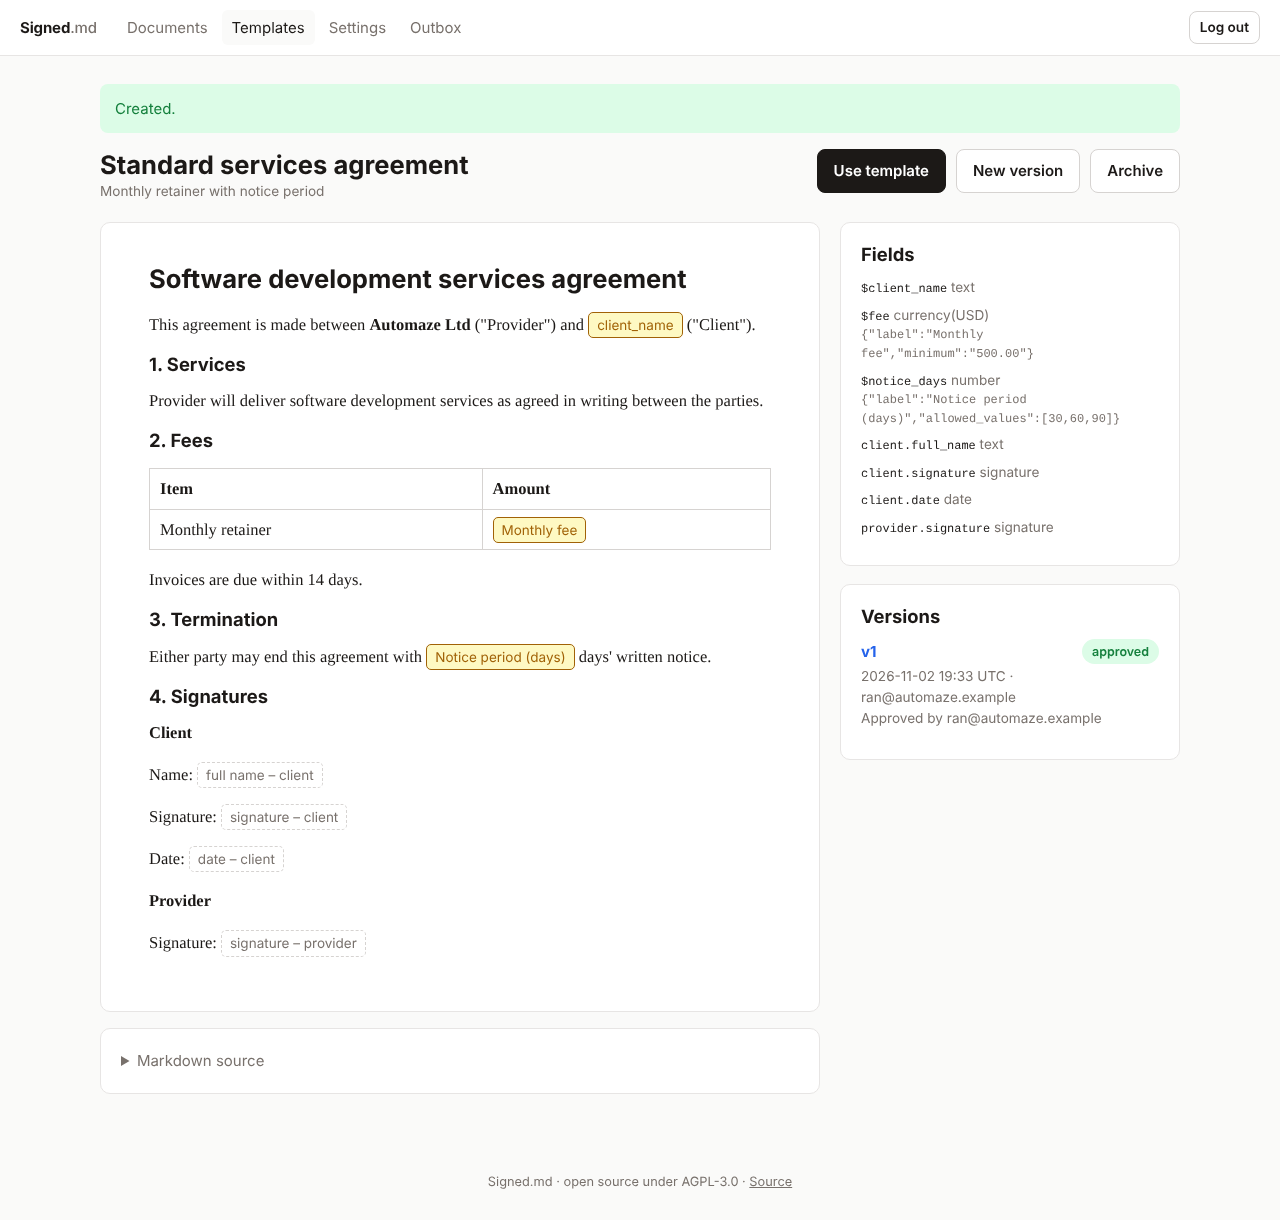 Signed.md Documents Templates Settings Outbox Log out
Created.
Standard services agreement
Monthly retainer with notice period
Use template New version Archive
Software development services agreement
This agreement is made between Automaze Ltd ("Provider") and client_name ("Client").
1. Services
Provider will deliver software development services as agreed in writing between the parties.
2. Fees
Item Amount
Monthly retainer Monthly fee
Invoices are due within 14 days.
3. Termination
Either party may end this agreement with Notice period (days) days' written notice.
4. Signatures
Client
Name: full name – client
Signature: signature – client
Date: date – client
Provider
Signature: signature – provider
Markdown source
Fields
$client_name text
$fee currency(USD)
{"label":"Monthly
fee","minimum":"500.00"}
$notice_days number
{"label":"Notice period
(days)","allowed_values":[30,60,90]}
client.full_name text
client.signature signature
client.date date
provider.signature signature
Versions
v1 approved
2026-11-02 19:33 UTC ·
ran@automaze.example
Approved by ran@automaze.example
Signed.md · open source under AGPL-3.0 · Source